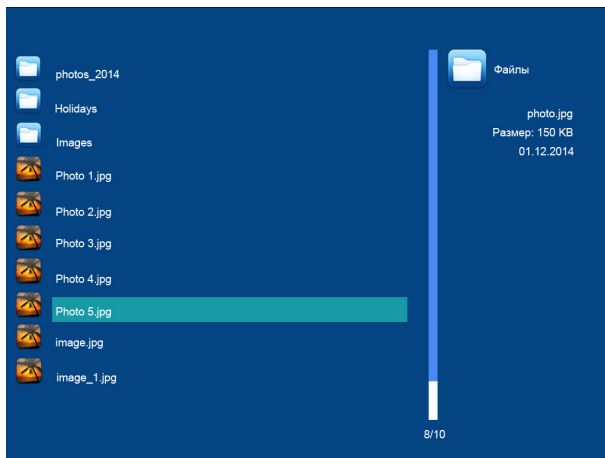 photos_2014
Holidays
Images
Photo 1.jpg
Photo 2.jpg
Photo 3.jpg
Photo 4.jpg
Photo 5.jpg
image.jpg
image_1.jpg
Файлы
photo.jpg
Размер: 150 KB
01.12.2014
8/10